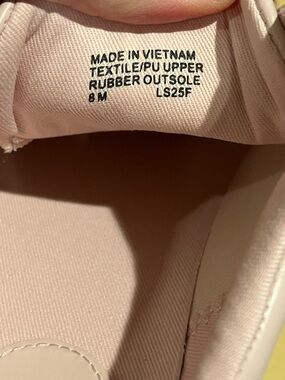 MADE IN VIETNAM
TEXTILE/PU UPPER
RUBBER OUTSOLE
8 M LS25F